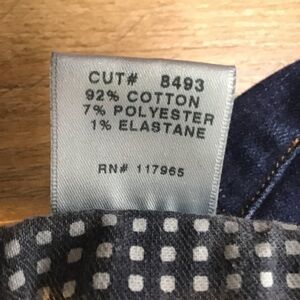 CUT# 8493
92% COTTON
7% POLYESTER
1% ELASTANE
RN# 117965